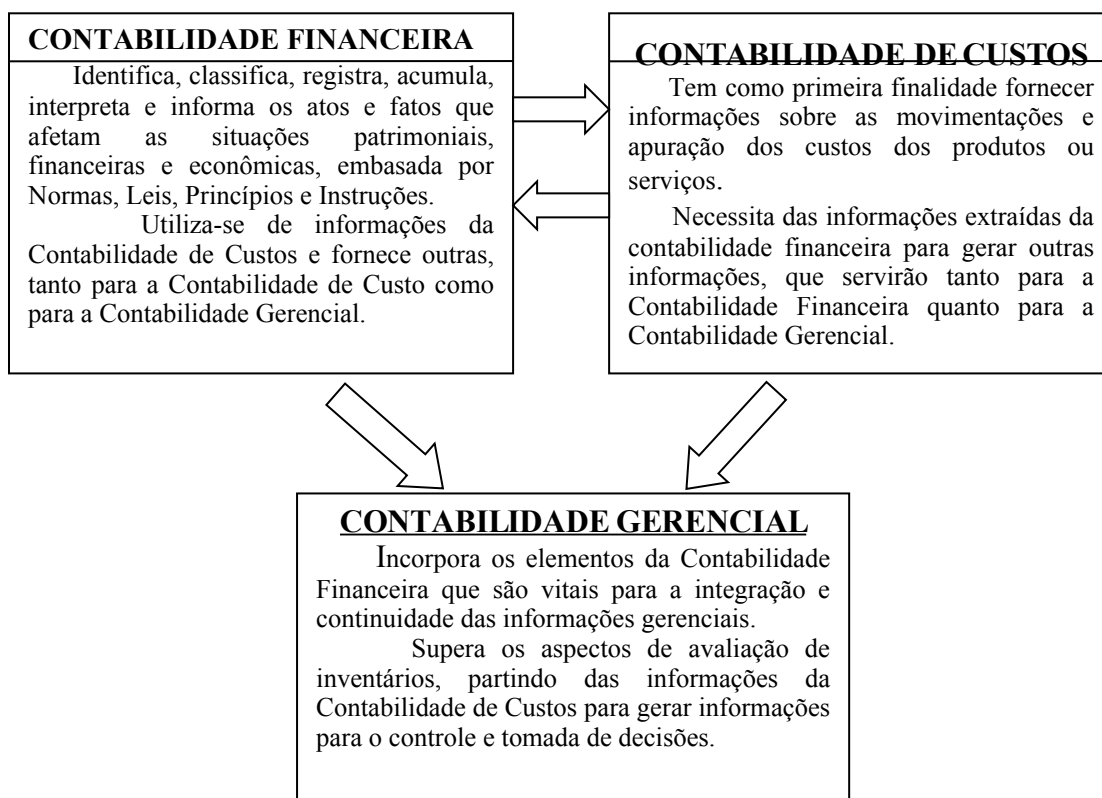 CONTABILIDADE FINANCEIRA
Identifica, classifica, registra, acumula,
interpreta e informa os atos e fatos que
afetam as situações patrimoniais,
financeiras e econômicas, embasada por
Normas, Leis, Princípios e Instruções.
Utiliza-se de informações da
Contabilidade de Custos e fornece outras,
tanto para a Contabilidade de Custo como
para a Contabilidade Gerencial.
CONTABILIDADE DE CUSTOS
Tem como primeira finalidade fornecer
informações sobre as movimentações e
apuração dos custos dos produtos ou
serviços.
Necessita das informações extraídas da
contabilidade financeira para gerar outras
informações, que servirão tanto para a
Contabilidade Financeira quanto para a
Contabilidade Gerencial.
CONTABILIDADE GERENCIAL
Incorpora os elementos da Contabilidade
Financeira que são vitais para a integração e
continuidade das informações gerenciais.
Supera os aspectos de avaliação de
inventários, partindo das informações da
Contabilidade de Custos para gerar informações
para o controle e tomada de decisões.